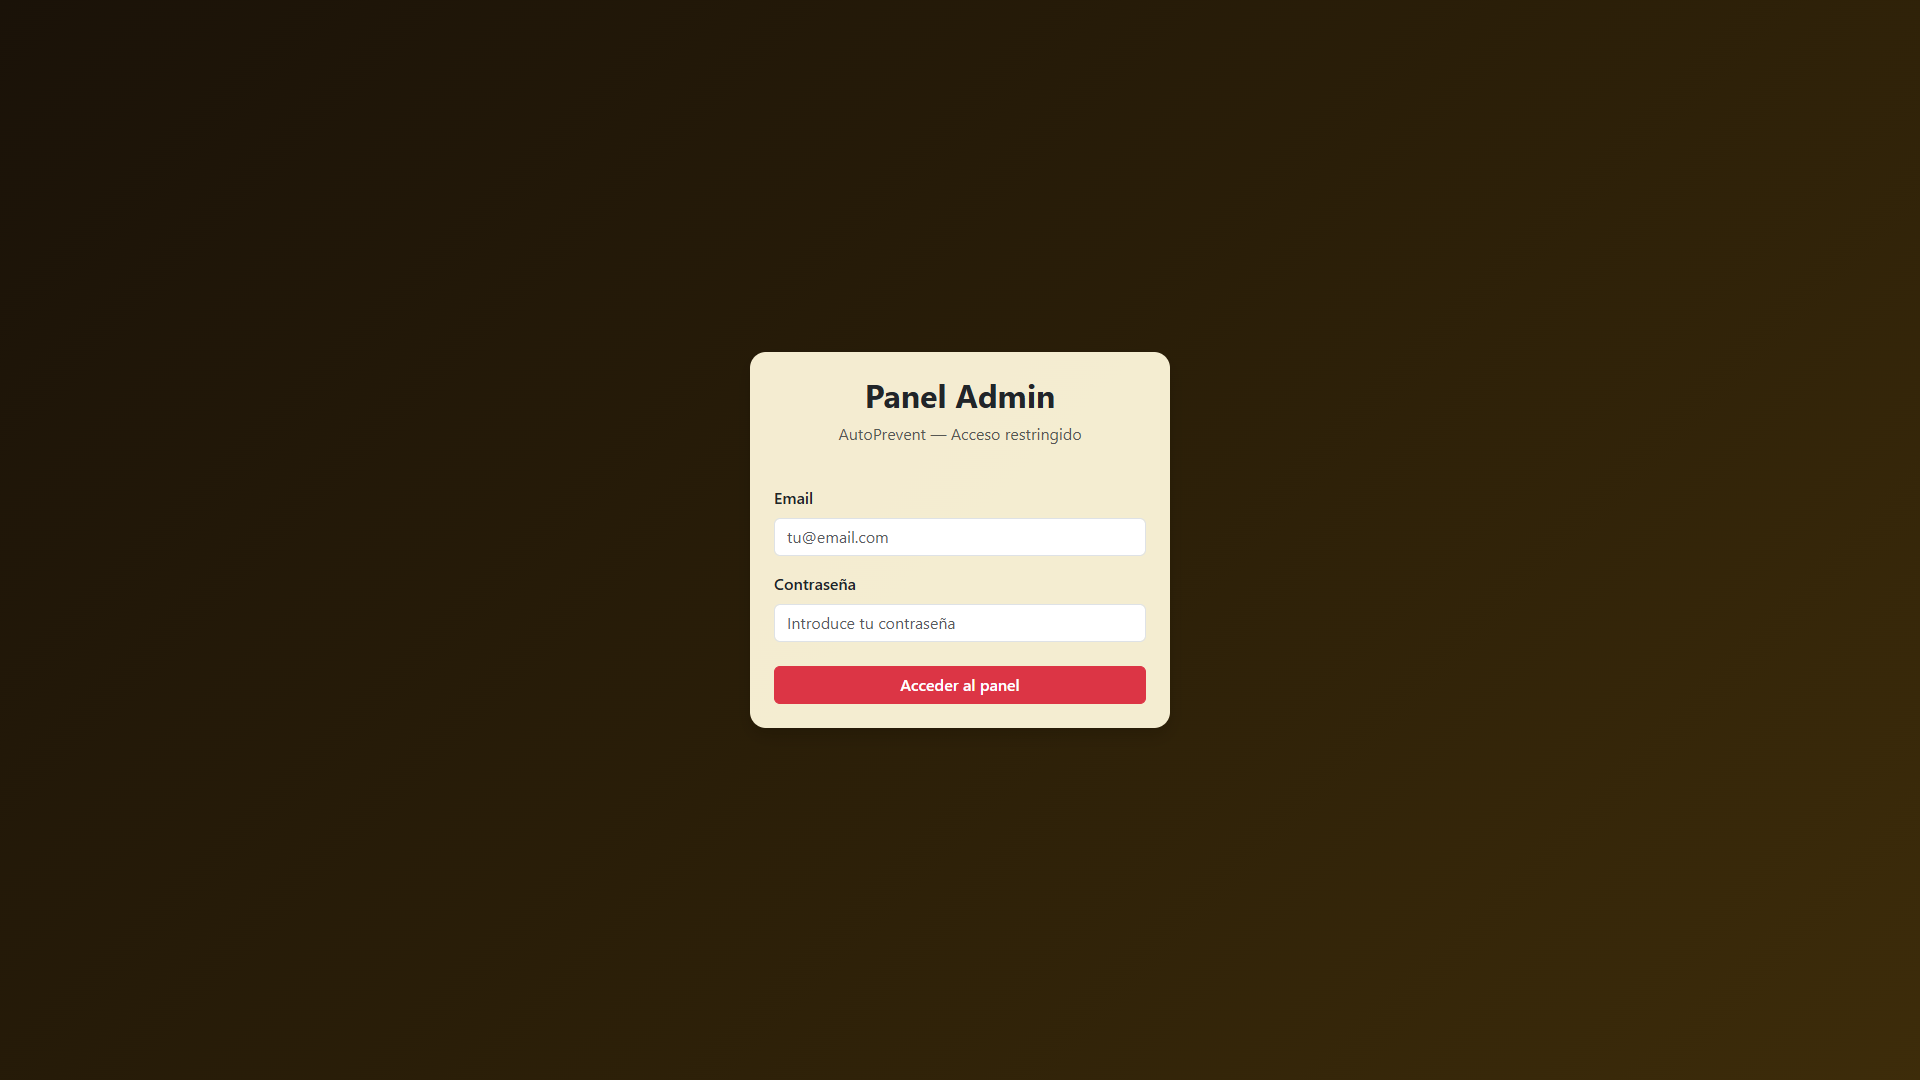 Panel Admin
AutoPrevent — Acceso restringido
Email
tu@email.com
Contraseña
Introduce tu contraseña
Acceder al panel